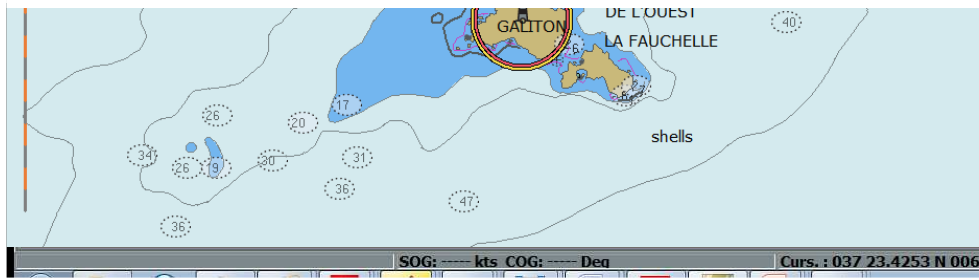 DE L'OUEST
40
GALITON
6
LA FAUCHELLE
17
26
20
shells
34
26
19
30
31
36
47
36
SOG: ----- kts COG: ----- Deg
Curs. : 037 23.4253 N 006